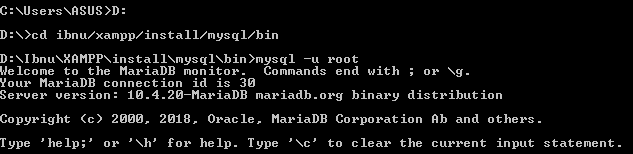 C:\Users\ASUS>D:
D:\>cd ibnu/xampp/install/mysql/bin
D:\Ibnu\XAMPP\install\mysql\bin>mysql -u root
Welcome to the MariaDB monitor.  Commands end with ; or \g.
Your MariaDB connection id is 30
Server version: 10.4.20-MariaDB mariadb.org binary distribution
Copyright (c) 2000, 2018, Oracle, MariaDB Corporation Ab and others.
Type 'help;' or '\h' for help. Type '\c' to clear the current input statement.